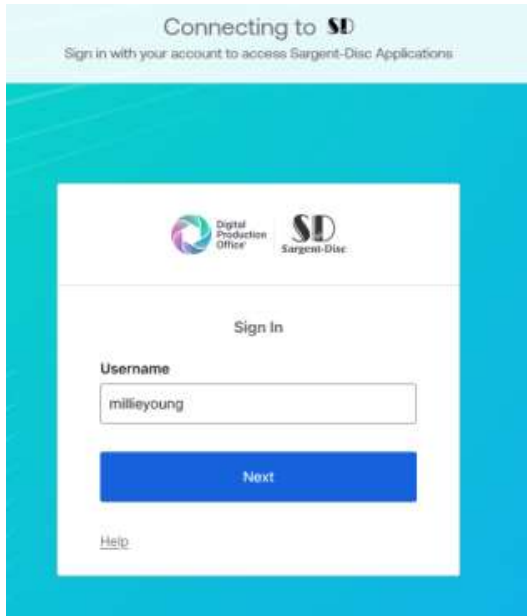 Connecting to SD
Sign in with your account to access Sargent-Disc Applications
Digital
Production
Office
SD
Sargent-Disc
Sign In
Username
millieyoung
Next
Help